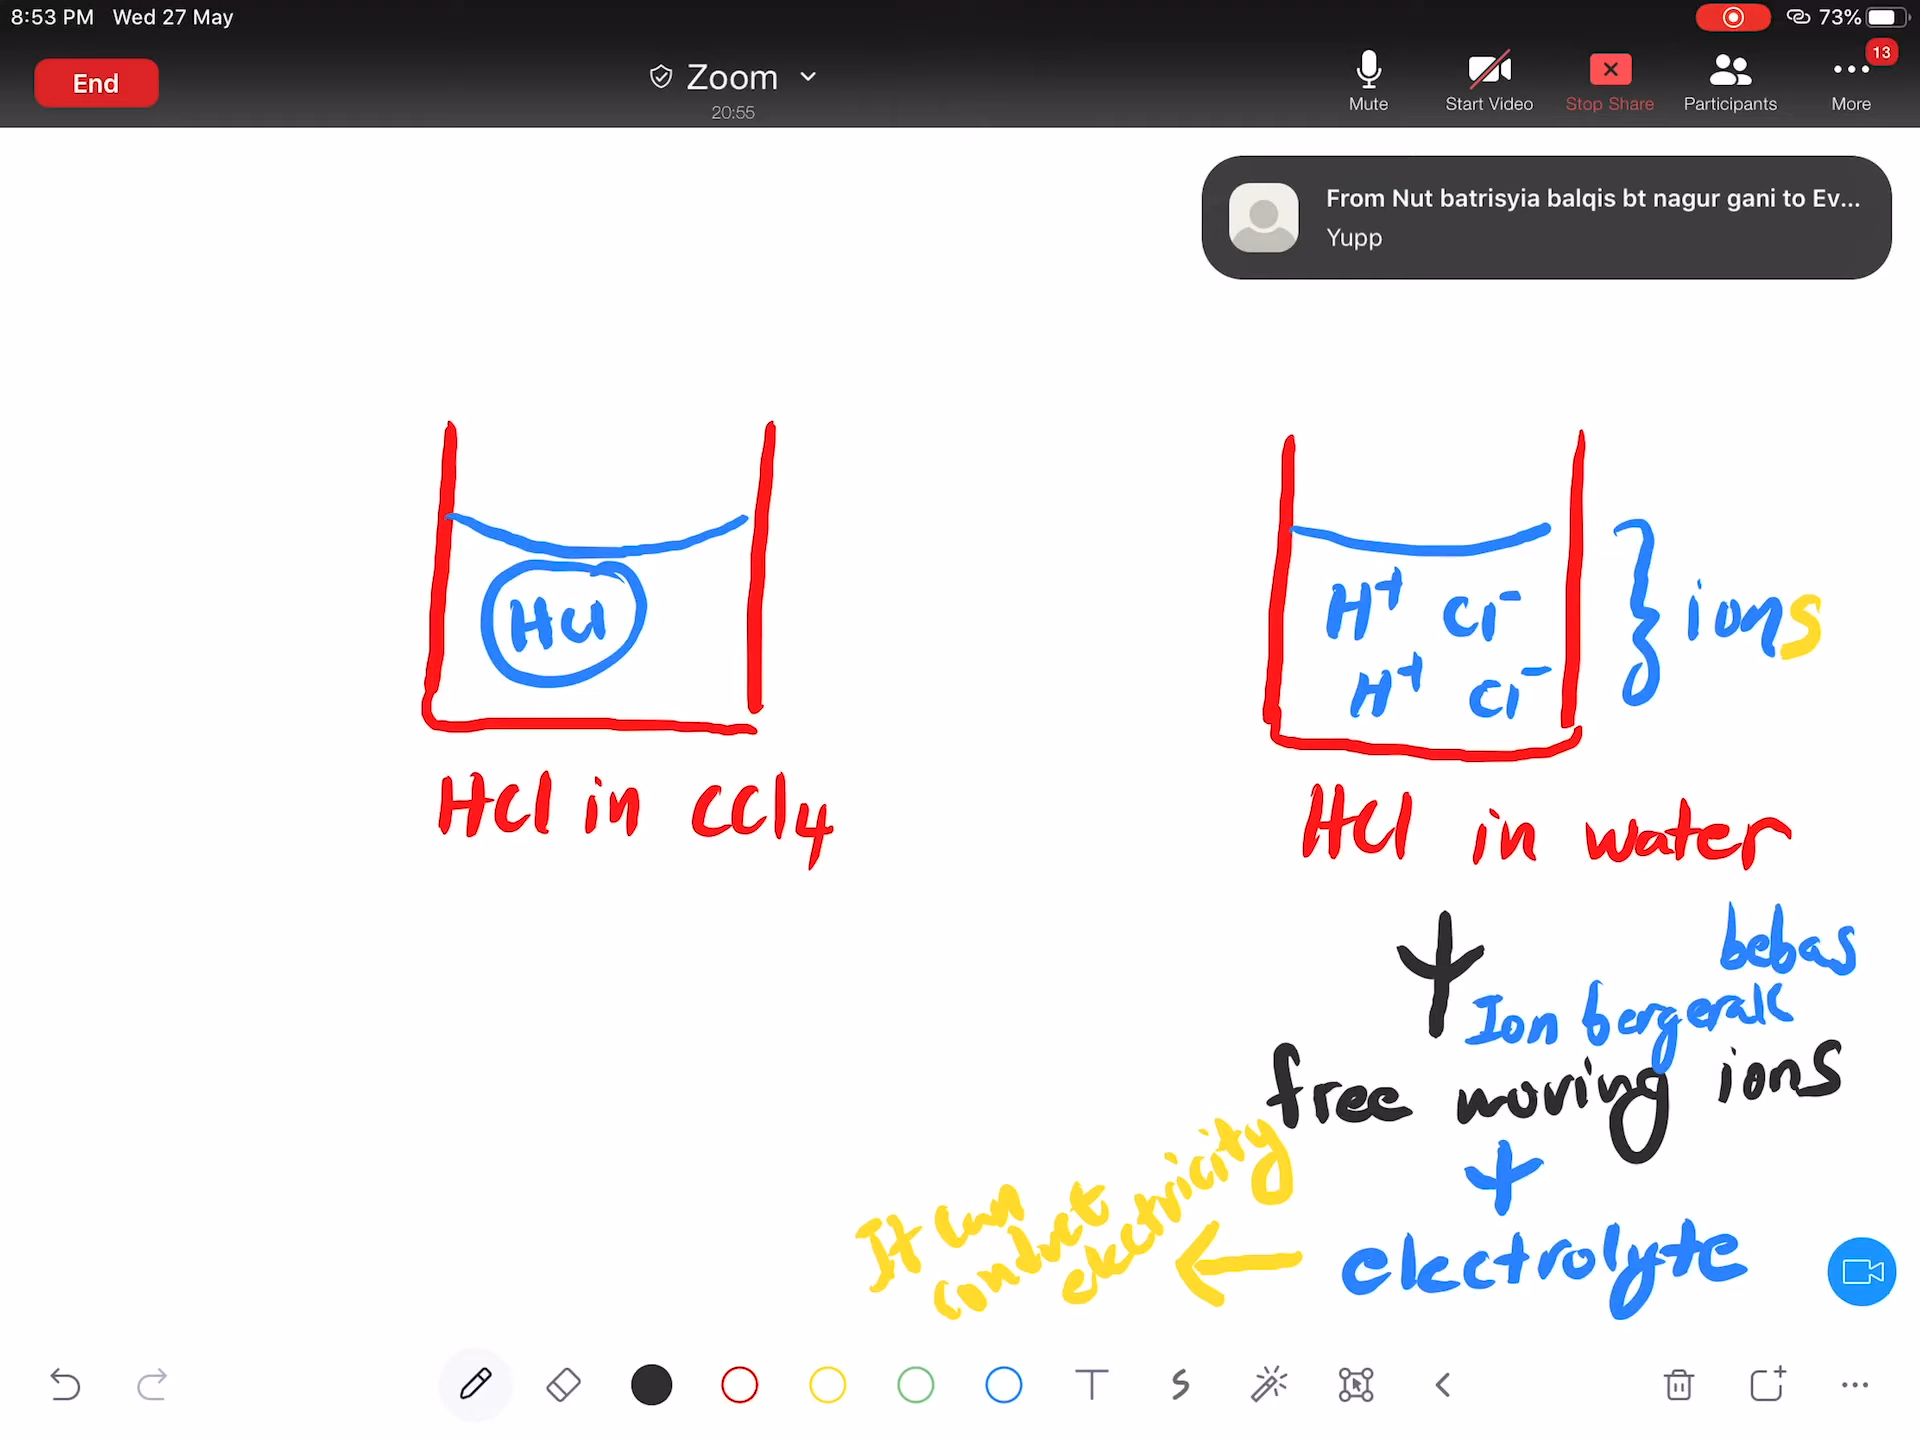 8:53 PM Wed 27 May
73%
End
Zoom
20:55
Mute
Start Video
Stop Share
Participants
More
13
From Nut batrisyia balqis bt nagur gani to Ev...
Yupp
HCl
H+ Cl-
H+ Cl-
ions
HCl in CCl4
HCl in water
bebas
Ion bergerak
free moving ions
electrolyte
It can
conduct
electricity
T